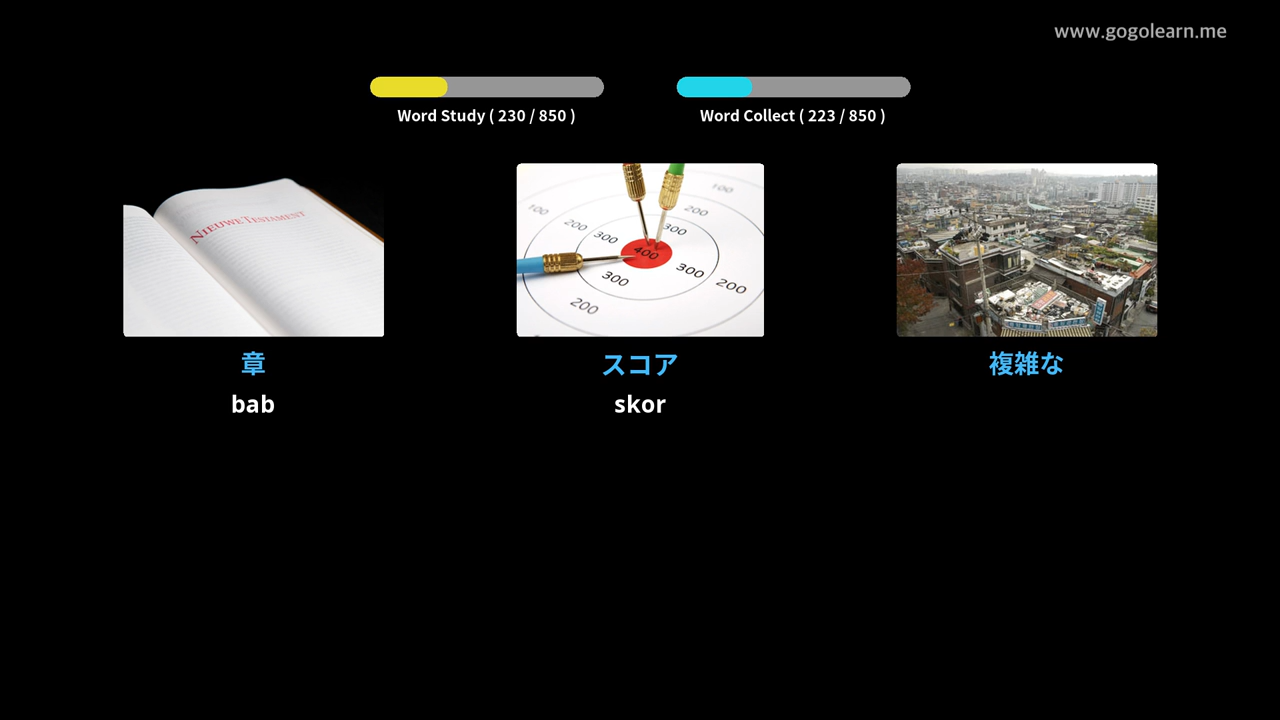 www.gogolearn.me
Word Study ( 230 / 850 )
Word Collect ( 223 / 850 )
NIEUWE TESTAMENT
100
200
300
400
300
200
100
300
200
300
200
章
スコア
複雑な
bab
skor